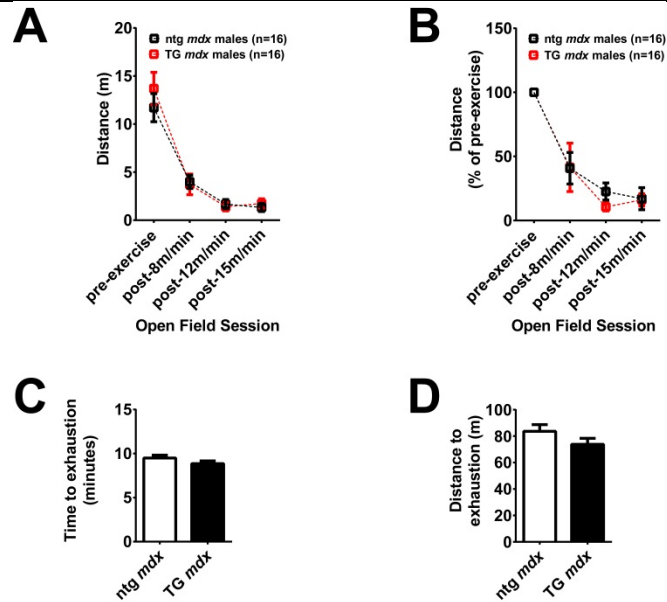 A
ntg mdx males (n=16)
TG mdx males (n=16)
20
15
10
5
0
Distance (m)
pre-exercise
post-8m/min
post-12m/min
post-15m/min
Open Field Session
B
ntg mdx males (n=16)
TG mdx males (n=16)
150
100
50
0
Distance
(% of pre-exercise)
pre-exercise
post-8m/min
post-12m/min
post-15m/min
Open Field Session
C
15
10
5
0
Time to exhaustion
(minutes)
ntg mdx
TG mdx
D
100
80
60
40
20
0
Distance to
exhaustion (m)
ntg mdx
TG mdx